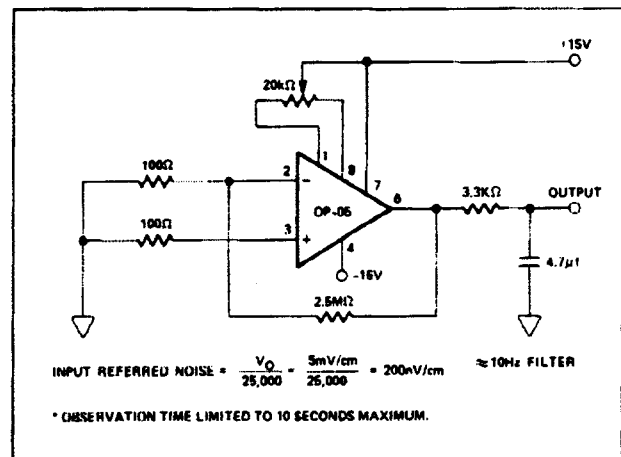 +15V
20kΩ
1
8
100Ω
2
−
7
6
3.3KΩ
OUTPUT
OP-06
100Ω
3
+
4
-15V
4.7µf
2.5MΩ
INPUT REFERRED NOISE = VO/25,000 = 5mV/cm/25,000 = 200nV/cm ≈10Hz FILTER
* OBSERVATION TIME LIMITED TO 10 SECONDS MAXIMUM.